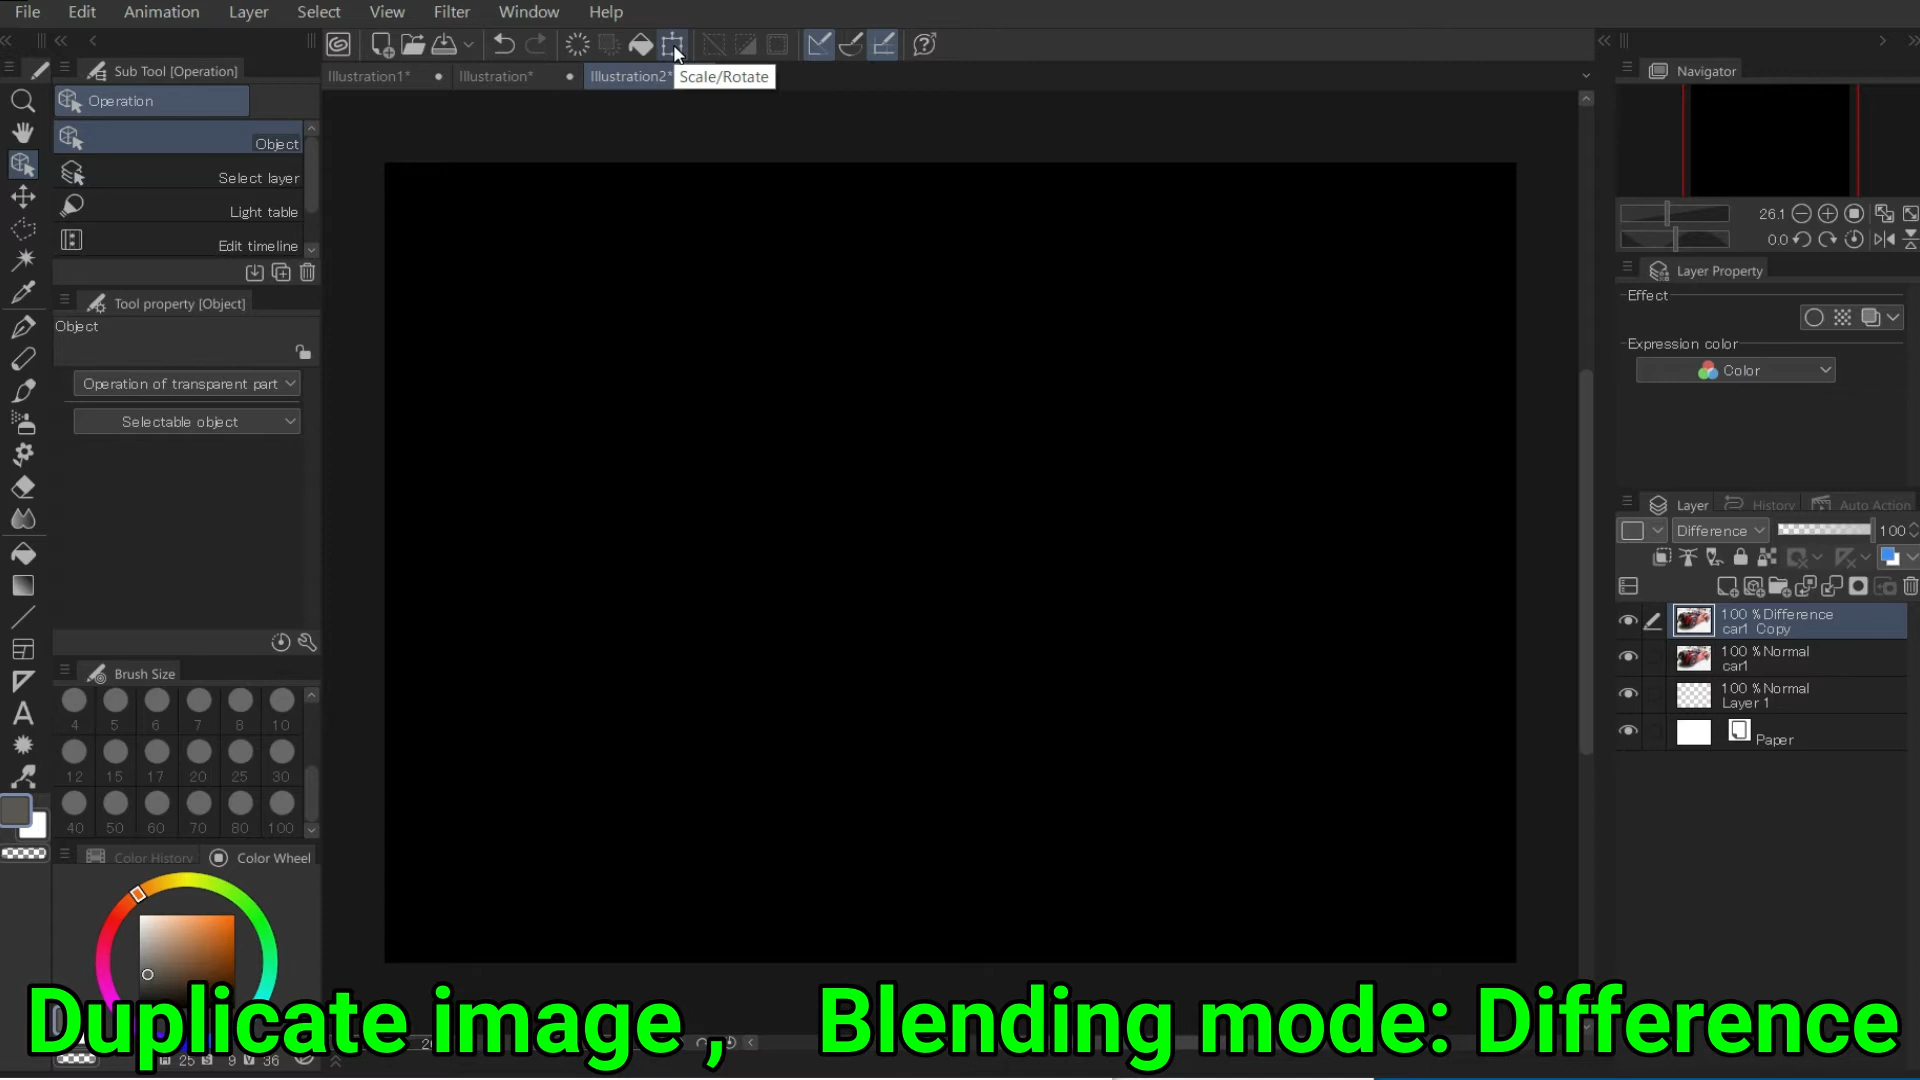 File Edit Animation Layer Select View Filter Window Help
Illustration1* Illustration* Illustration2*
Scale/Rotate
Sub Tool [Operation]
Operation
Object
Select layer
Light table
Edit timeline
Tool property [Object]
Object
Operation of transparent part
Selectable object
Brush Size
4 5 6 7 8 10
12 15 17 20 25 30
40 50 60 70 80 100
Color History Color Wheel
H 25 S 9 V 36
Navigator
26.1
0.0
Layer Property
Effect
Expression color
Color
Layer History Auto Action
Difference 100
100 % Difference
car1 Copy
100 % Normal
car1
100 % Normal
Layer 1
Paper
Duplicate image , Blending mode: Difference